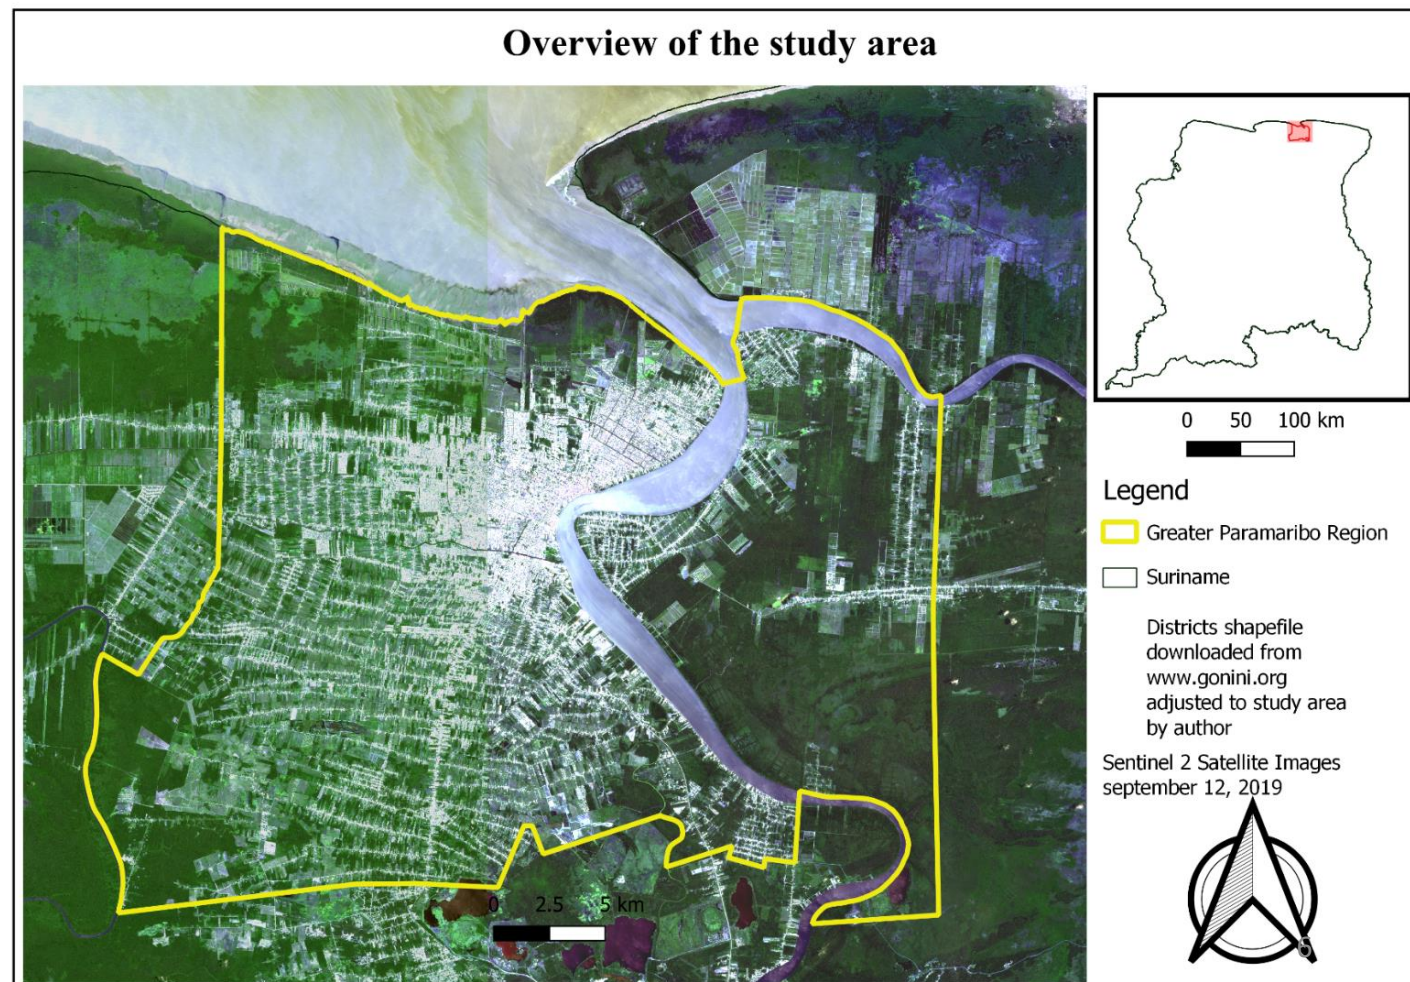 Overview of the study area
0 50 100 km
Legend
Greater Paramaribo Region
Suriname
Districts shapefile
downloaded from
www.gonini.org
adjusted to study area
by author
Sentinel 2 Satellite Images
september 12, 2019
0 2.5 5 km